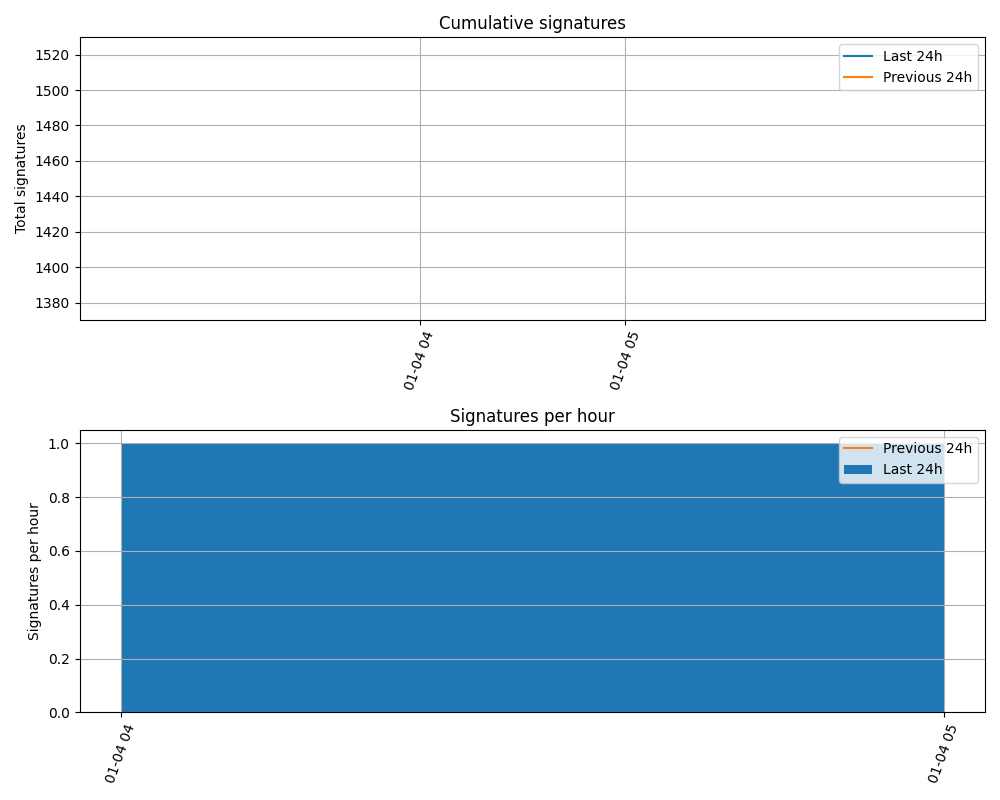 Cumulative signatures
1520
1500
1480
1460
1440
1420
1400
1380
Total signatures
Last 24h
Previous 24h
01-04 04
01-04 05
Signatures per hour
1.0
0.8
0.6
0.4
0.2
0.0
Signatures per hour
Previous 24h
Last 24h
01-04 04
01-04 05